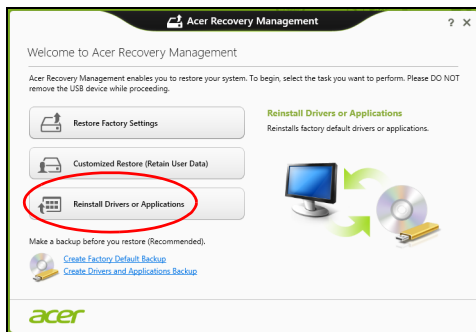 Acer Recovery Management
? X
Welcome to Acer Recovery Management
Acer Recovery Management enables you to restore your system. To begin, select the task you want to perform. Please DO NOT
remove the USB device while proceeding.
Restore Factory Settings
Customized Restore (Retain User Data)
Reinstall Drivers or Applications
Reinstall Drivers or Applications
Reinstalls factory default drivers or applications.
Make a backup before you restore (Recommended).
Create Factory Default Backup
Create Drivers and Applications Backup
acer